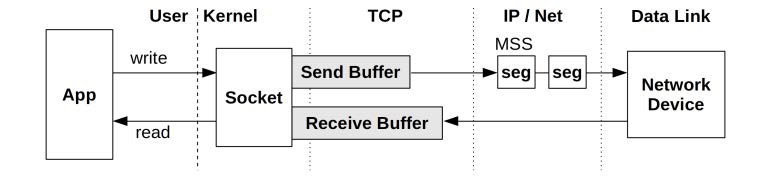 User Kernel TCP IP / Net Data Link
MSS
write
Send Buffer seg seg
App Socket Network
Device
read Receive Buffer